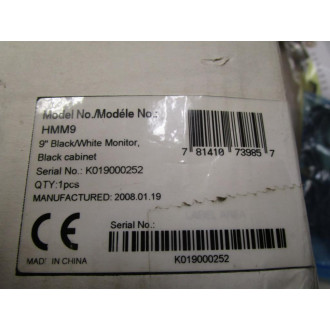 Model No./Modéle No.:
HMM9
9" Black/White Monitor,
Black cabinet
Serial No.: K019000252
QTY:1pcs
MANUFACTURED: 2008.01.19
7 81410 73985 7
CE
MADE IN CHINA
Serial No.:
K019000252